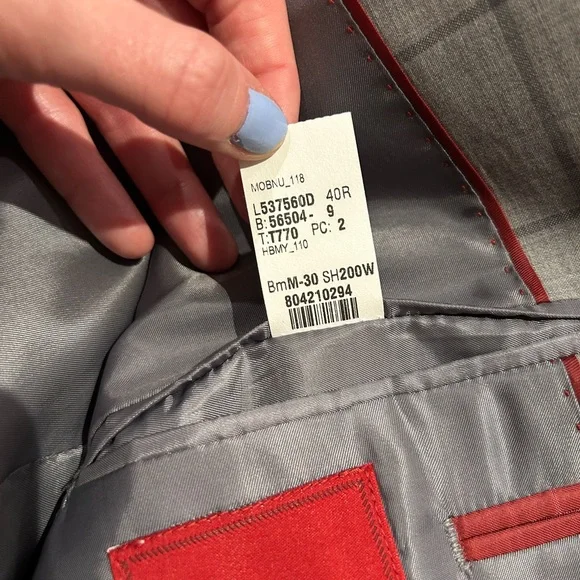 MOBNU_118
L537560D 40R
B:56504- 9
T:T770 PC: 2
HBMY_110
BmM-30 SH200W
804210294